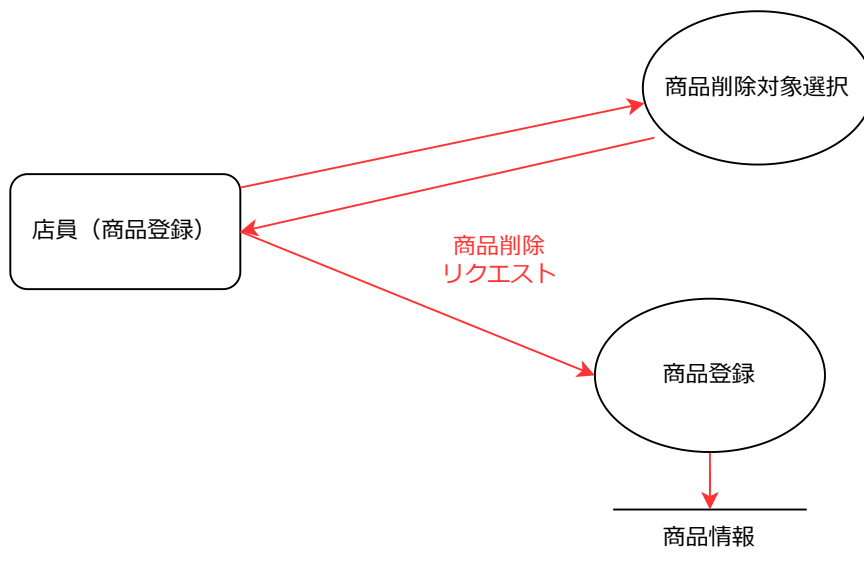 商品削除対象選択
店員（商品登録）
商品削除
リクエスト
商品登録
商品情報